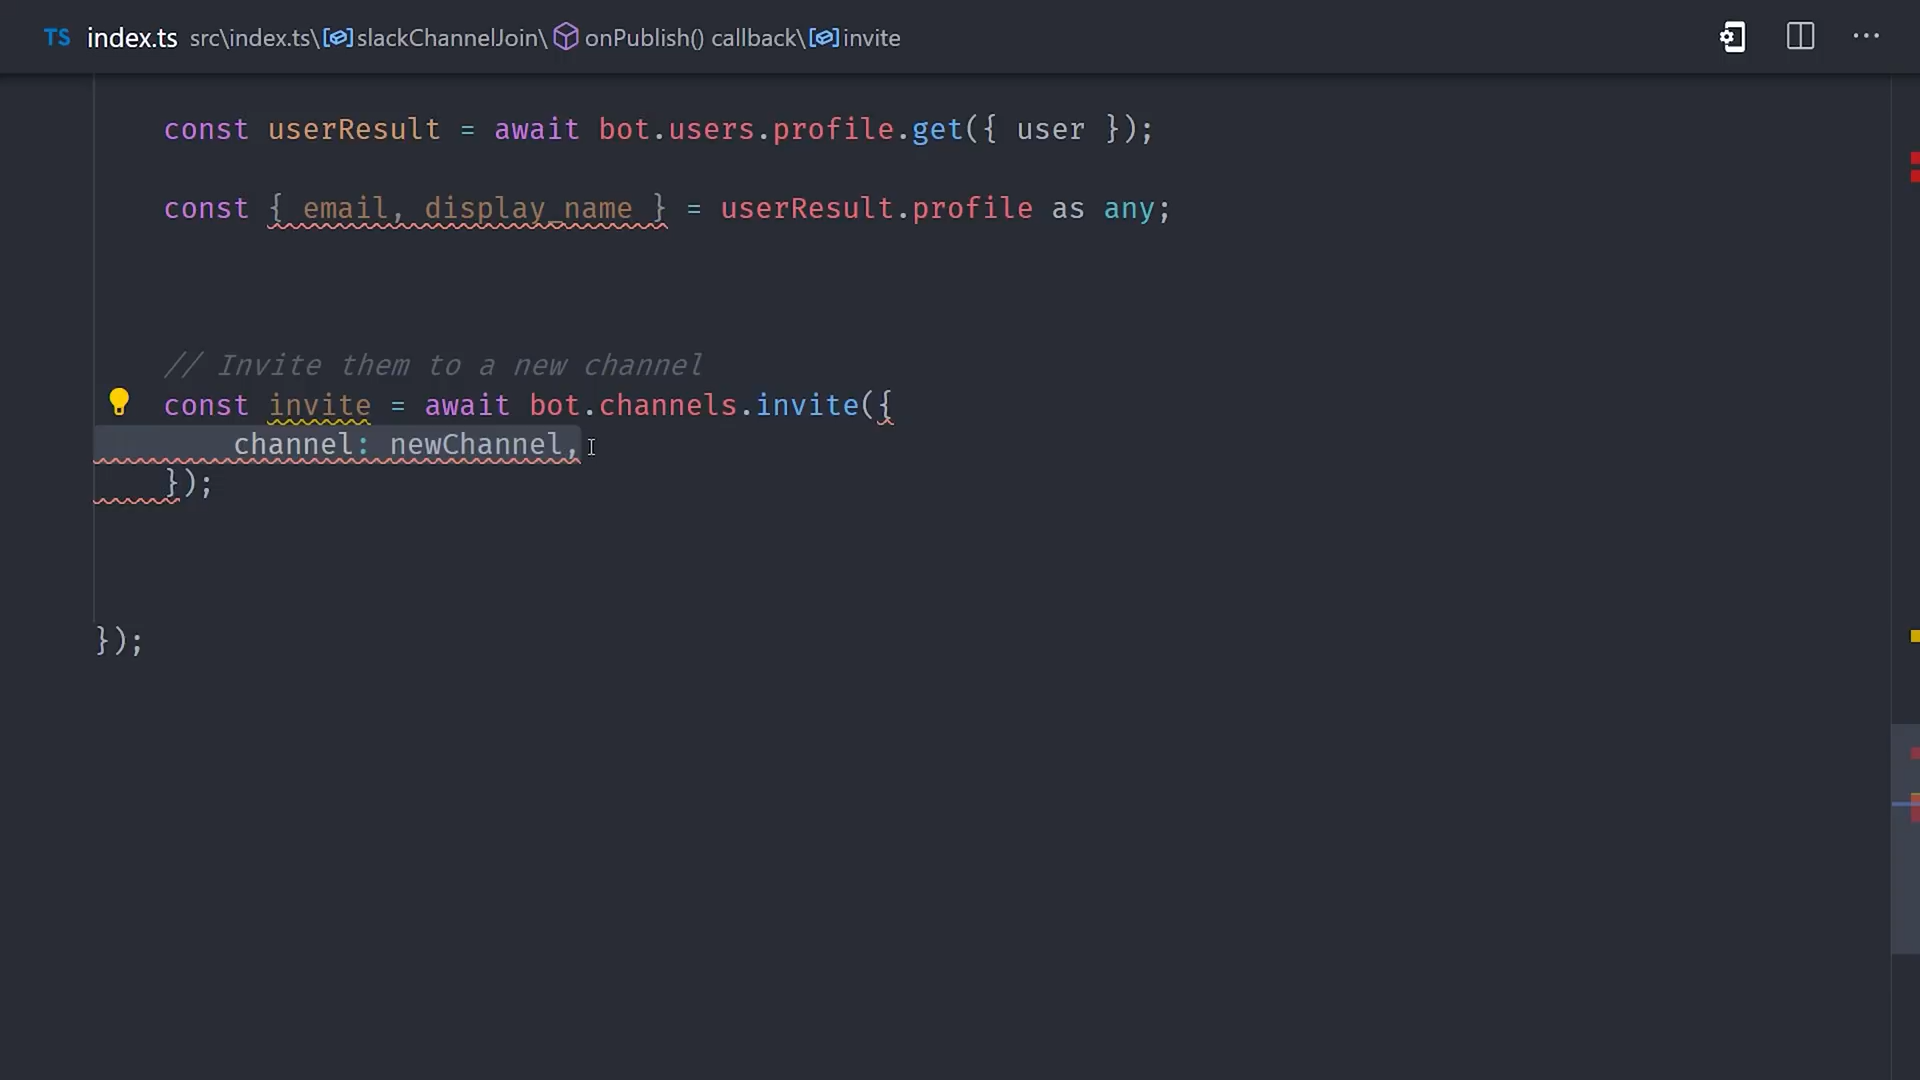 TS index.ts src\index.ts\slackChannelJoin\onPublish() callback\invite
const userResult = await bot.users.profile.get({ user });
const { email, display_name } = userResult.profile as any;
// Invite them to a new channel
const invite = await bot.channels.invite({
channel: newChannel,
});
});